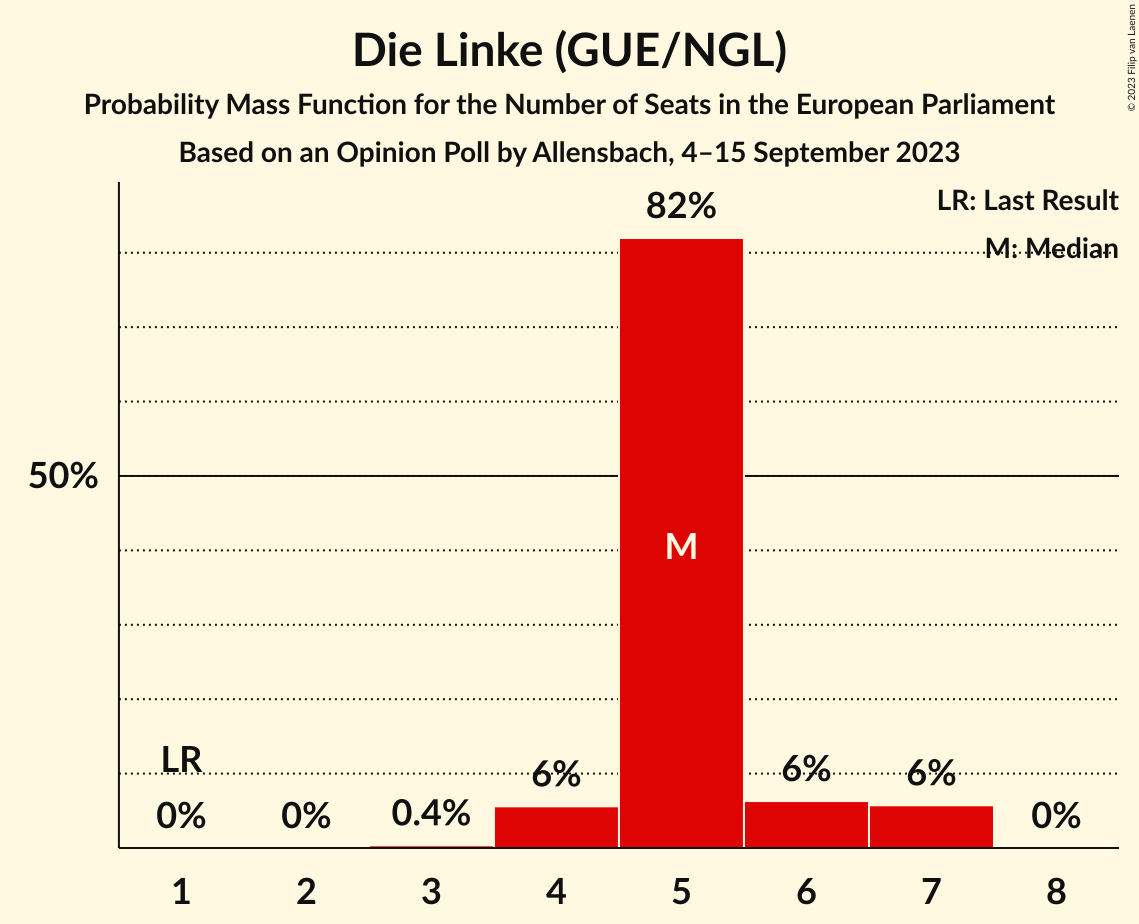 Die Linke (GUE/NGL)
Probability Mass Function for the Number of Seats in the European Parliament
Based on an Opinion Poll by Allensbach, 4–15 September 2023
© 2023 Filip van Laenen
LR: Last Result
M: Median
82%
50%
M
LR
0%
0%
0.4%
6%
6%
6%
0%
1
2
3
4
5
6
7
8